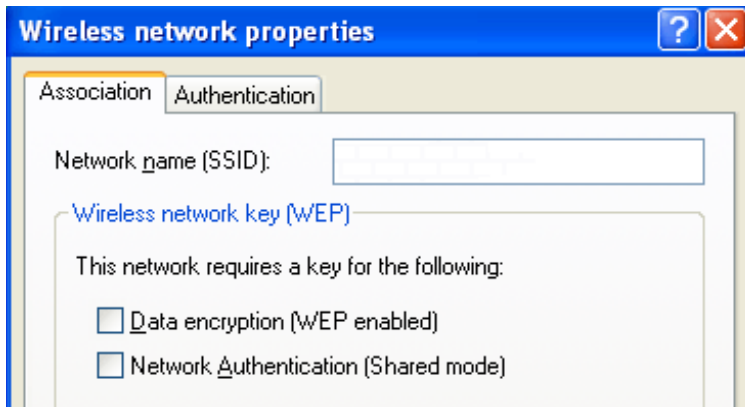 Wireless network properties
Association Authentication
Network name (SSID):
Wireless network key (WEP)
This network requires a key for the following:
Data encryption (WEP enabled)
Network Authentication (Shared mode)